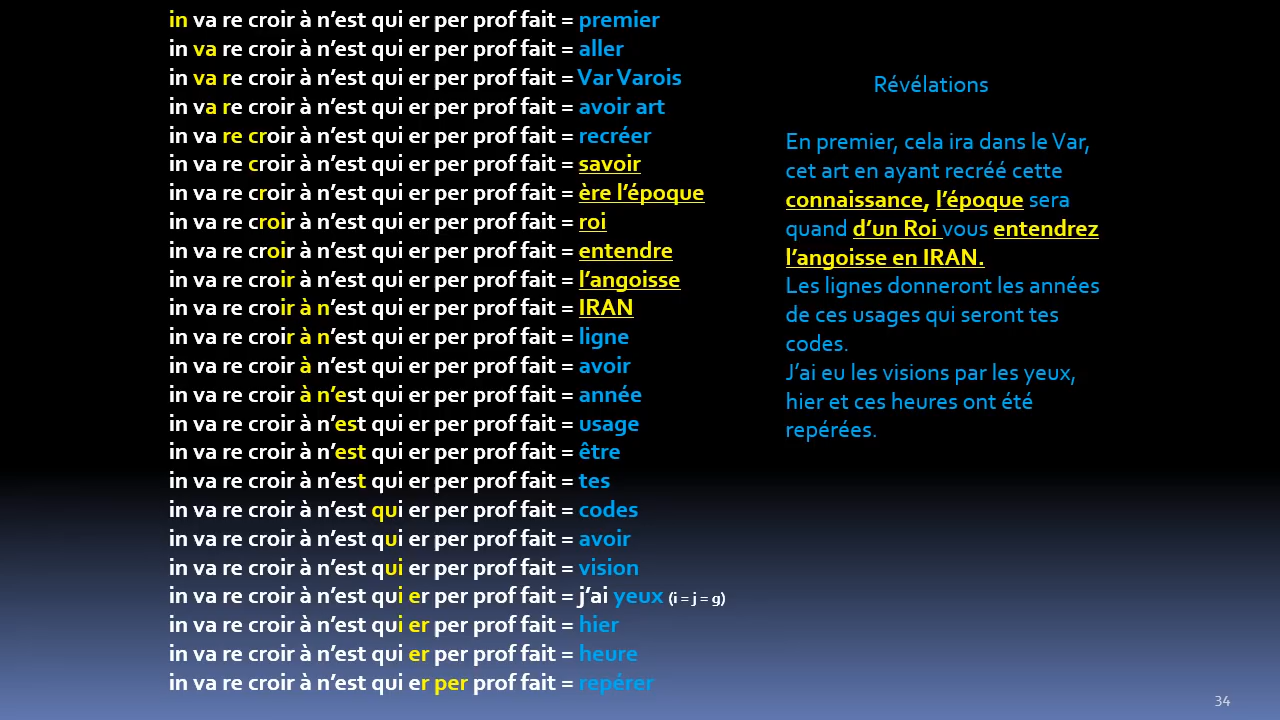 in va re croir à n’est qui er per prof fait = premier
in va re croir à n’est qui er per prof fait = aller
in va re croir à n’est qui er per prof fait = Var Varois
in va re croir à n’est qui er per prof fait = avoir art
in va re croir à n’est qui er per prof fait = recréer
in va re croir à n’est qui er per prof fait = savoir
in va re croir à n’est qui er per prof fait = ère l’époque
in va re croir à n’est qui er per prof fait = roi
in va re croir à n’est qui er per prof fait = entendre
in va re croir à n’est qui er per prof fait = l’angoisse
in va re croir à n’est qui er per prof fait = IRAN
in va re croir à n’est qui er per prof fait = ligne
in va re croir à n’est qui er per prof fait = avoir
in va re croir à n’est qui er per prof fait = année
in va re croir à n’est qui er per prof fait = usage
in va re croir à n’est qui er per prof fait = être
in va re croir à n’est qui er per prof fait = tes
in va re croir à n’est qui er per prof fait = codes
in va re croir à n’est qui er per prof fait = avoir
in va re croir à n’est qui er per prof fait = vision
in va re croir à n’est qui er per prof fait = j’ai yeux (i = j = g)
in va re croir à n’est qui er per prof fait = hier
in va re croir à n’est qui er per prof fait = heure
in va re croir à n’est qui er per prof fait = repérer
Révélations
En premier, cela ira dans le Var,
cet art en ayant recréé cette
connaissance, l’époque sera
quand d’un Roi vous entendrez
l’angoisse en IRAN.
Les lignes donneront les années
de ces usages qui seront tes
codes.
J’ai eu les visions par les yeux,
hier et ces heures ont été
repérées.
34